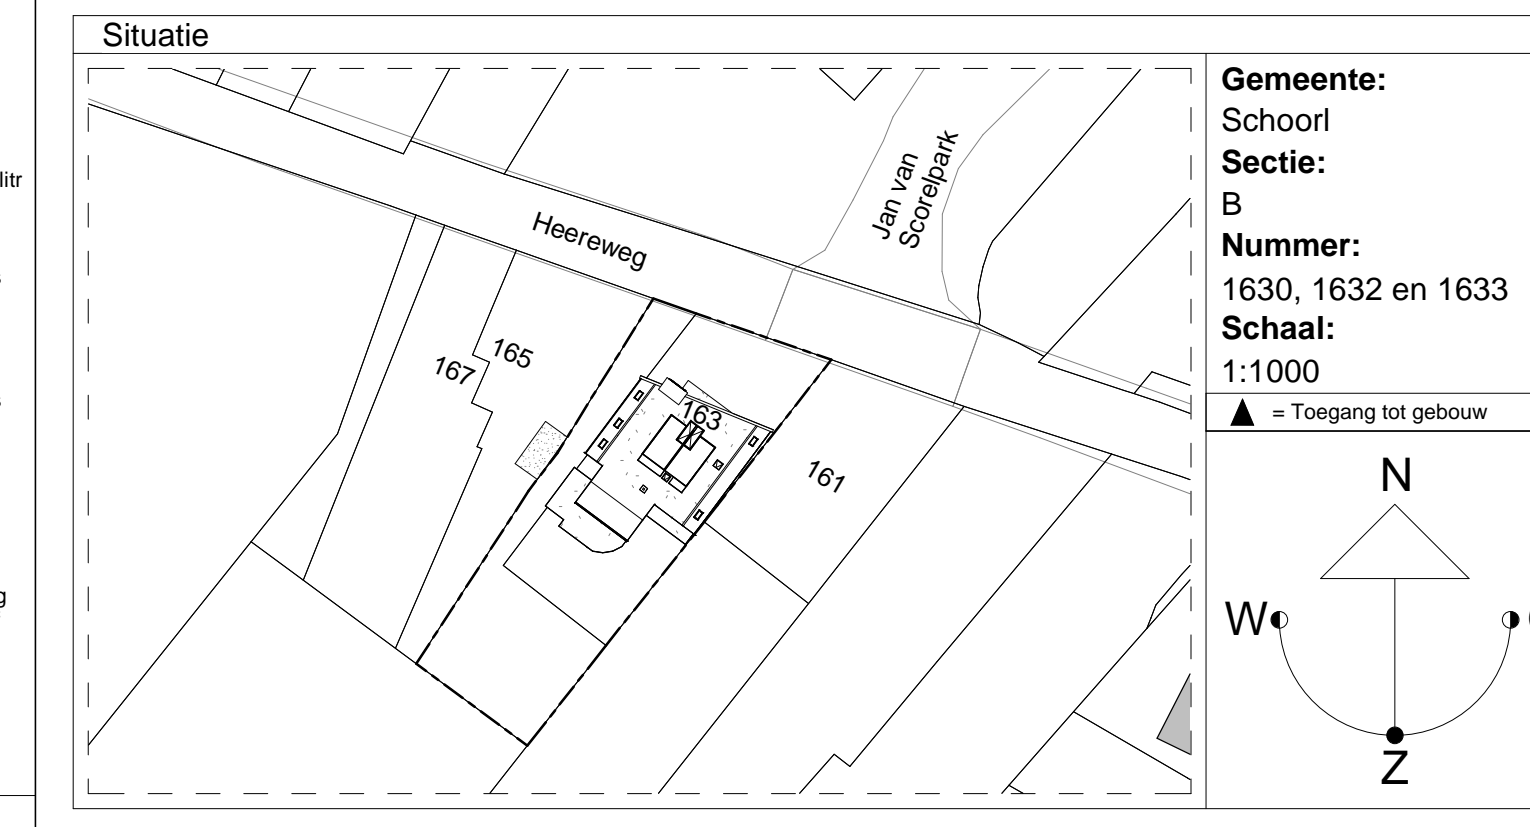 Situatie
litr
g
Heereweg
Jan van
Scorelpark
167
165
163
161
Gemeente:
Schoorl
Sectie:
B
Nummer:
1630, 1632 en 1633
Schaal:
1:1000
= Toegang tot gebouw
N
W
Z